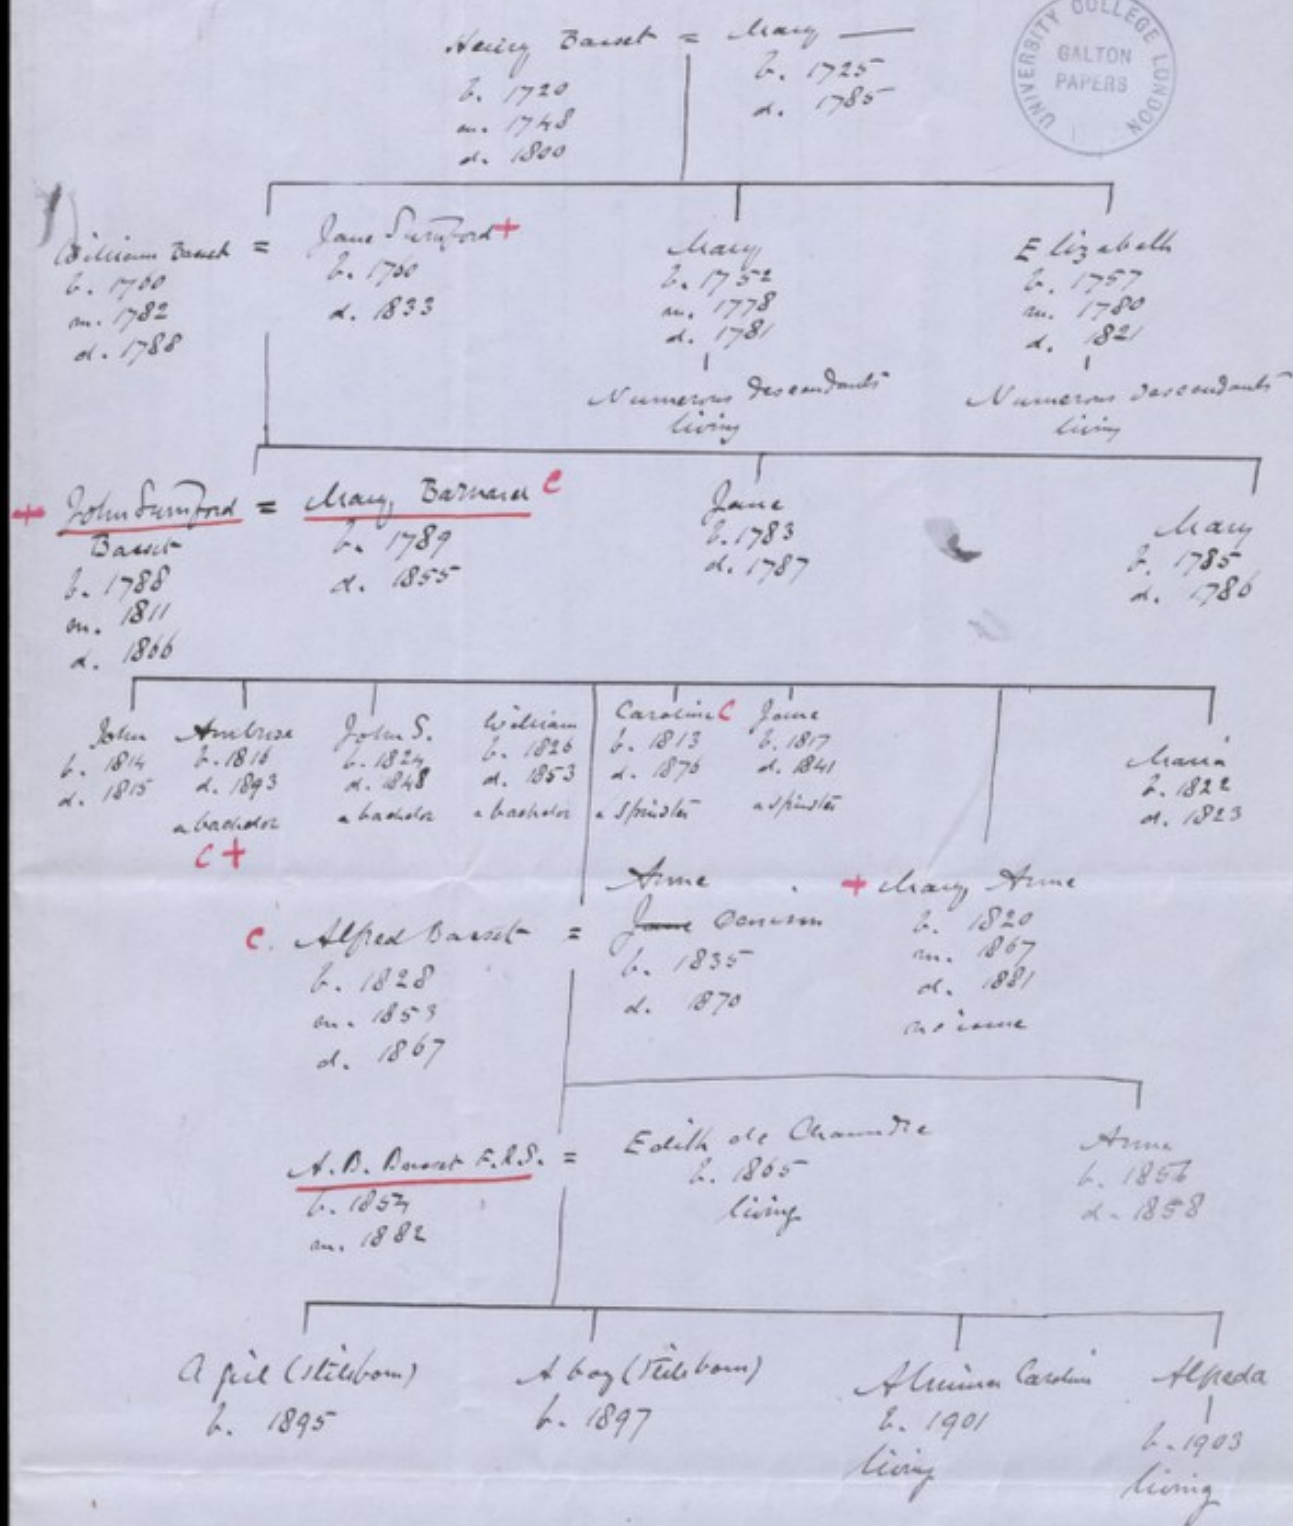 Henry Basset = Mary ——
b. 1720
m. 1748
d. 1800
b. 1725
d. 1785
UNIVERSITY COLLEGE LONDON
GALTON
PAPERS
William Basset =
b. 1760
m. 1782
d. 1788
Jane Sumford +
b. 1760
d. 1833
Mary
b. 1752
m. 1778
d. 1781
Numerous descendants
living
Elizabeth
b. 1757
m. 1780
d. 1821
Numerous descendants
living
+ John Sumford = Mary Barnard C
Basset
b. 1788
m. 1811
d. 1866
b. 1789
d. 1855
Jane
b. 1783
d. 1787
Mary
b. 1785
d. 1786
John
b. 1814
d. 1815
Ambrose
b. 1816
d. 1893
a bachelor
C +
John S.
b. 1824
d. 1848
a bachelor
William
b. 1826
d. 1853
a bachelor
Caroline C
b. 1813
d. 1876
a spinster
Jane
b. 1817
d. 1841
a spinster
Maria
b. 1822
d. 1823
C. Alfred Basset =
b. 1828
m. 1853
d. 1867
Anne
Jane
b. 1835
d. 1870
+ Mary Anne
b. 1820
m. 1867
d. 1881
no issue
A. B. Basset F.R.S. =
b. 1854
m. 1882
Edith de
b. 1865
living
Anne
b. 1856
d. 1858
A girl (stillborn)
b. 1895
A boy (stillborn)
b. 1897
Caroline
b. 1901
living
Alfreda
b. 1903
living